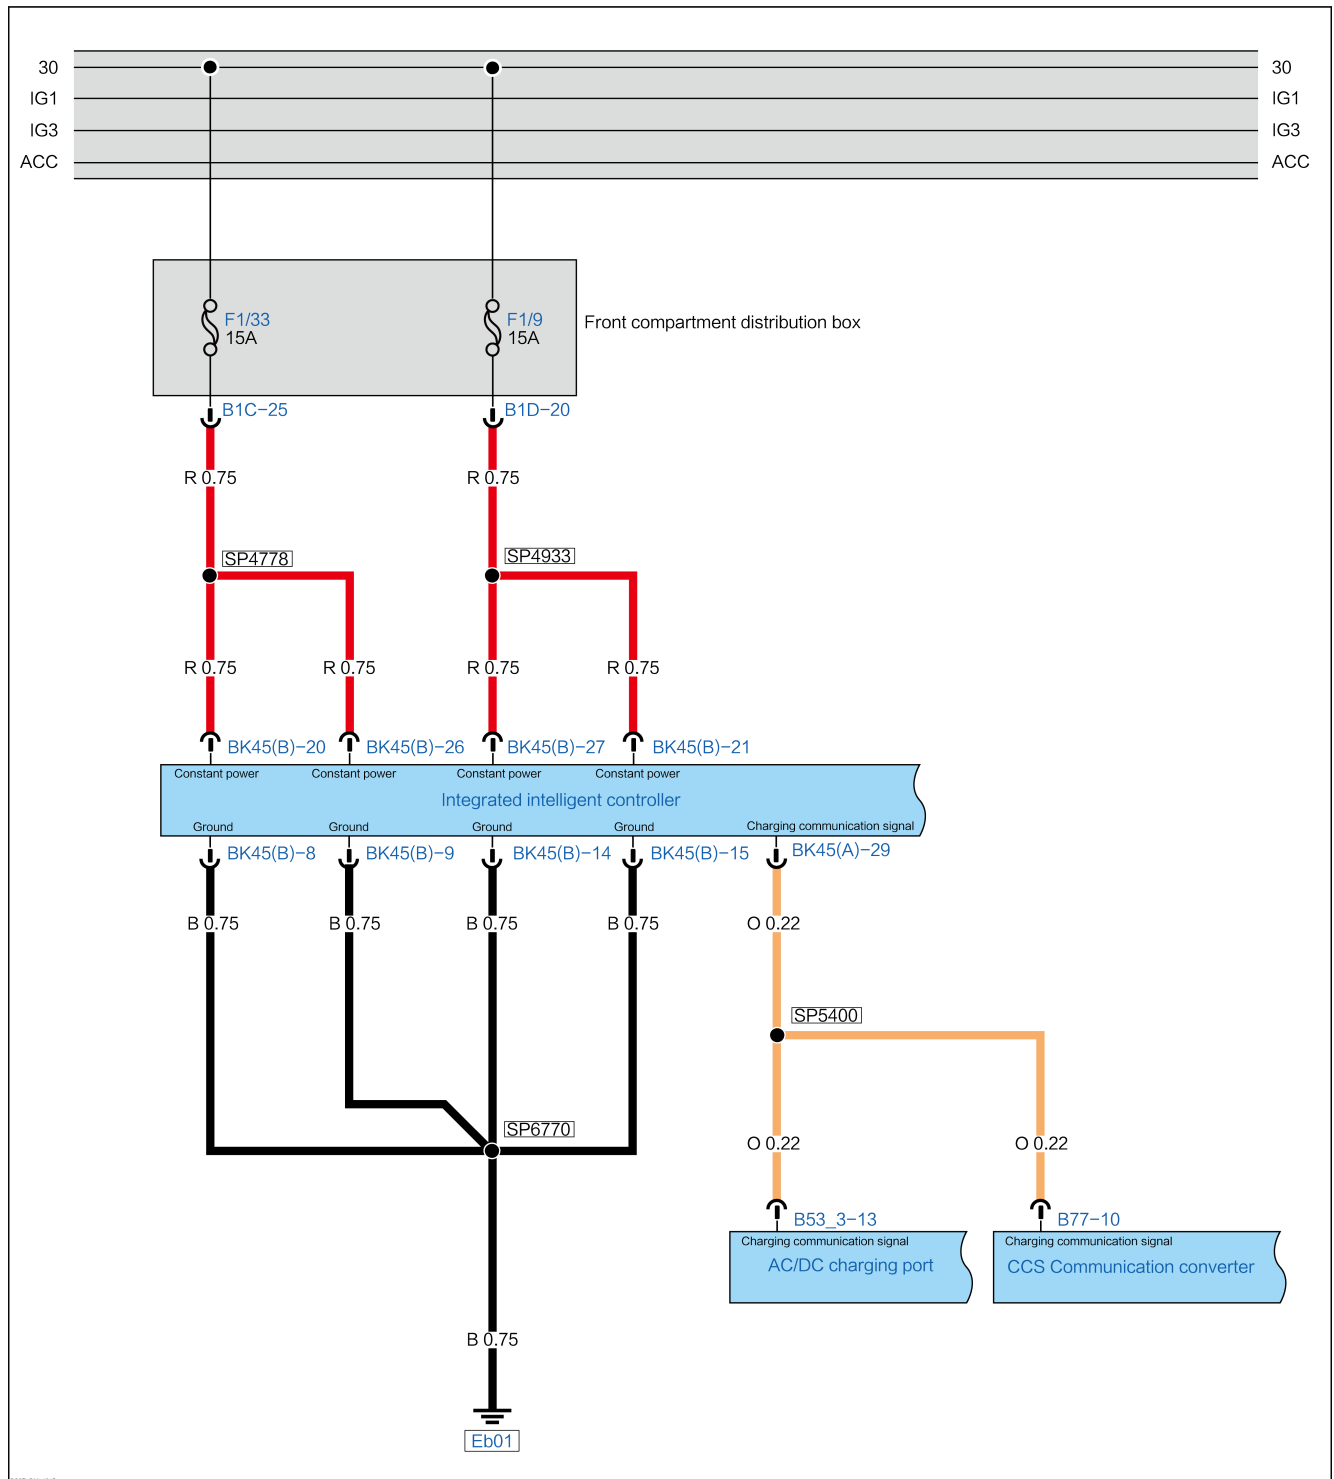 30 30
IG1 IG1
IG3 IG3
ACC ACC
F1/33 F1/9
15A 15A
Front compartment distribution box
B1C−25 B1D−20
R 0.75 R 0.75
SP4778 SP4933
R 0.75 R 0.75 R 0.75 R 0.75
BK45(B)−20 BK45(B)−26 BK45(B)−27 BK45(B)−21
Constant power Constant power Constant power Constant power
Integrated intelligent controller
Ground Ground Ground Ground Charging communication signal
BK45(B)−8 BK45(B)−9 BK45(B)−14 BK45(B)−15 BK45(A)−29
B 0.75 B 0.75 B 0.75 B 0.75 O 0.22
SP5400
SP6770
O 0.22 O 0.22
B53_3−13 B77−10
Charging communication signal Charging communication signal
AC/DC charging port CCS Communication converter
B 0.75
Eb01